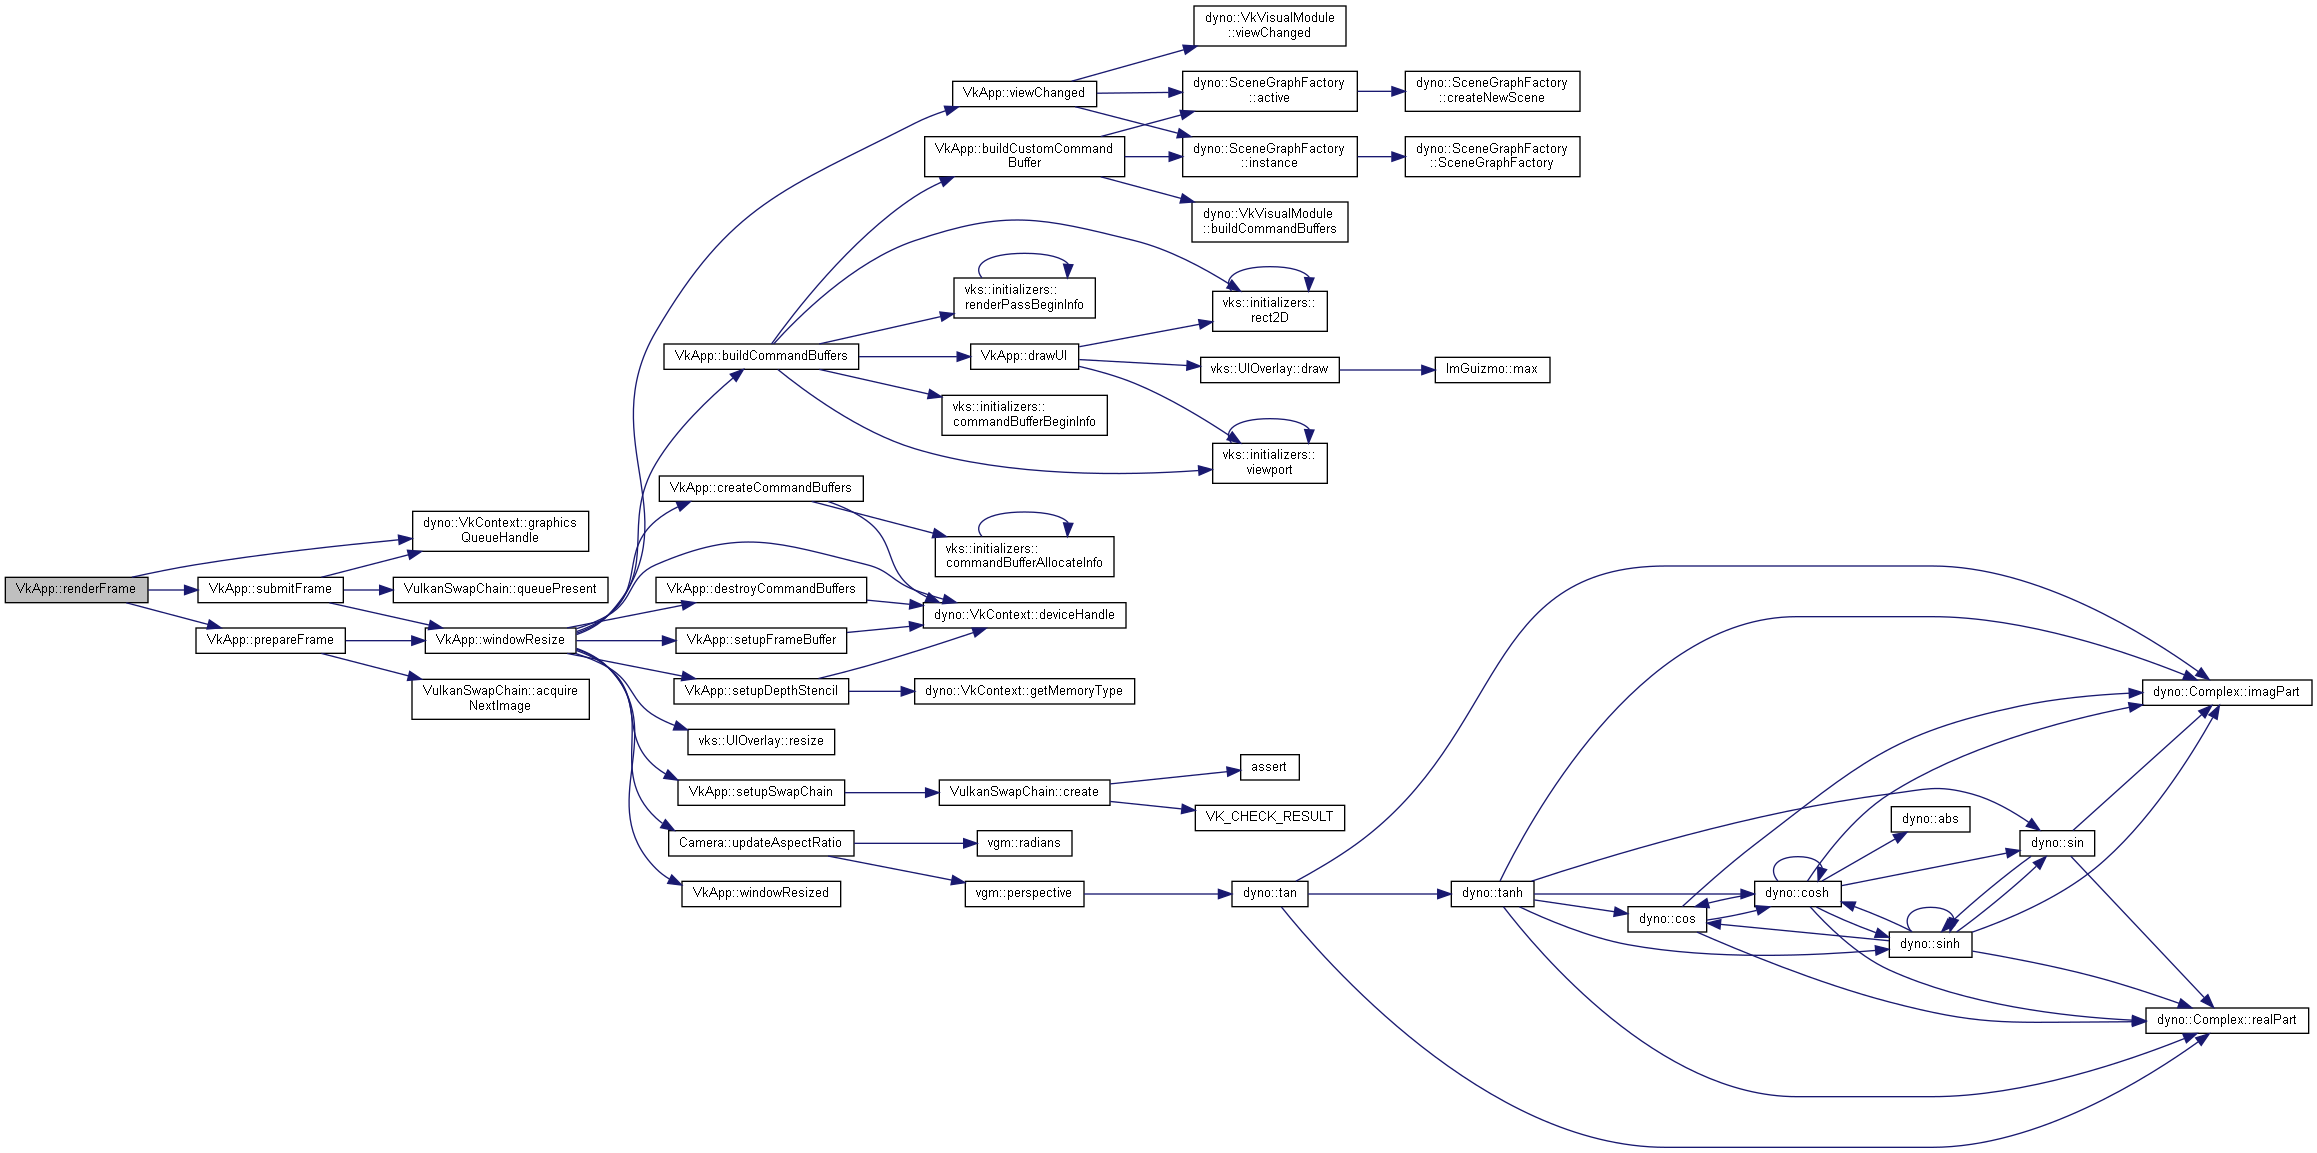 VkApp::renderFrame
dyno::VkContext::graphics
QueueHandle
VkApp::submitFrame
VulkanSwapChain::queuePresent
VkApp::prepareFrame
VkApp::windowResize
VulkanSwapChain::acquire
NextImage
VkApp::viewChanged
dyno::VkVisualModule
::viewChanged
dyno::SceneGraphFactory
::active
dyno::SceneGraphFactory
::createNewScene
VkApp::buildCustomCommand
Buffer
dyno::SceneGraphFactory
::instance
dyno::SceneGraphFactory
::SceneGraphFactory
dyno::VkVisualModule
::buildCommandBuffers
vks::initializers::
renderPassBeginInfo
vks::initializers::
rect2D
VkApp::buildCommandBuffers
VkApp::drawUI
vks::UIOverlay::draw
ImGuizmo::max
vks::initializers::
commandBufferBeginInfo
vks::initializers::
viewport
VkApp::createCommandBuffers
vks::initializers::
commandBufferAllocateInfo
VkApp::destroyCommandBuffers
dyno::VkContext::deviceHandle
VkApp::setupFrameBuffer
VkApp::setupDepthStencil
dyno::VkContext::getMemoryType
vks::UIOverlay::resize
VkApp::setupSwapChain
VulkanSwapChain::create
assert
VK_CHECK_RESULT
Camera::updateAspectRatio
vgm::radians
VkApp::windowResized
vgm::perspective
dyno::tan
dyno::tanh
dyno::cos
dyno::cosh
dyno::abs
dyno::sinh
dyno::sin
dyno::Complex::imagPart
dyno::Complex::realPart